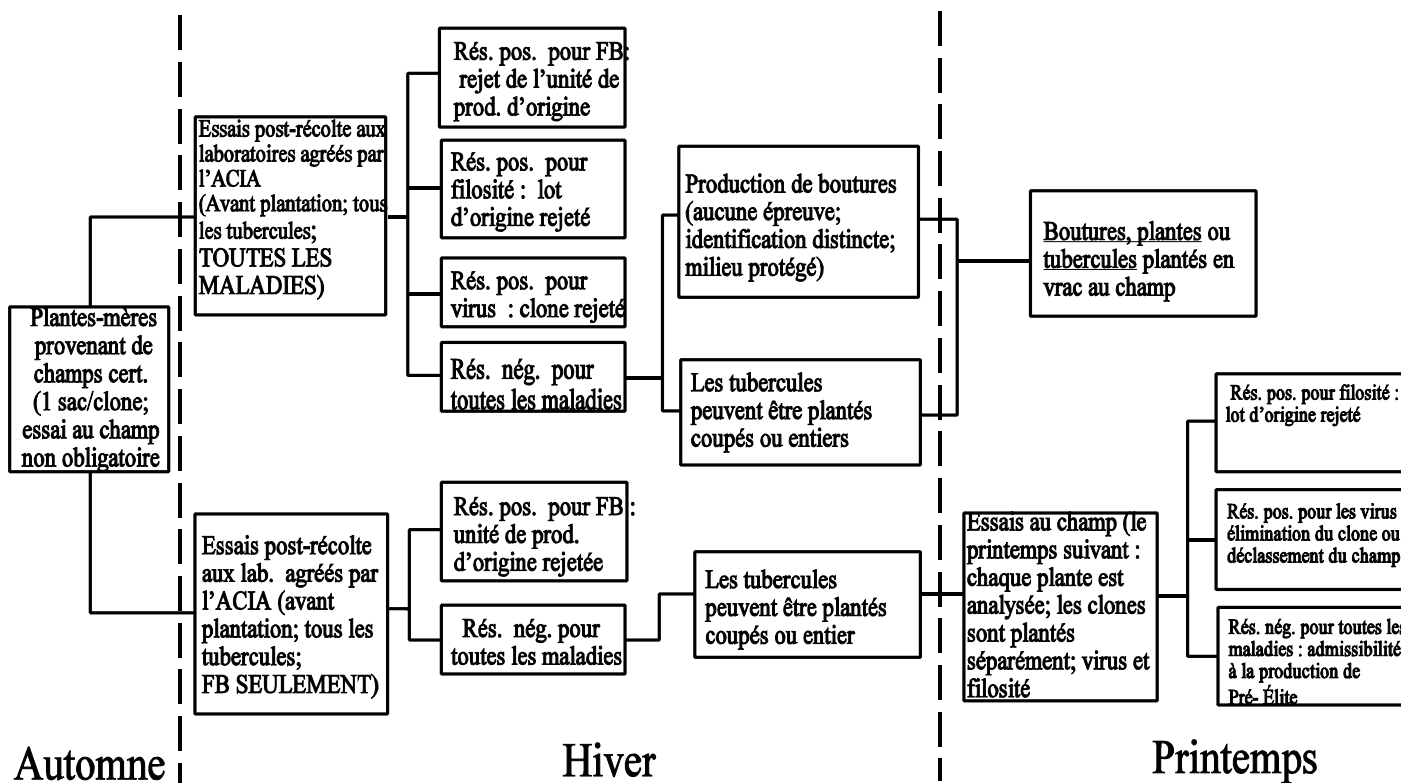 Plantes-mères
provenant de
champs cert.
(1 sac/clone;
essai au champ
non obligatoire
Essais post-récolte aux
laboratoires agréés par
l'ACIA
(Avant plantation; tous
les tubercules;
TOUTES LES
MALADIES)
Rés. pos. pour FB:
rejet de l'unité de
prod. d'origine
Rés. pos. pour
filosité : lot
d'origine rejeté
Rés. pos. pour
virus : clone rejeté
Rés. nég. pour
toutes les maladies
Production de boutures
(aucune épreuve;
identification distincte;
milieu protégé)
Les tubercules
peuvent être plantés
coupés ou entiers
Boutures, plantes ou
tubercules plantés en
vrac au champ
Essais post-récolte
aux lab. agréés par
l'ACIA (avant
plantation; tous les
tubercules;
FB SEULEMENT)
Rés. pos. pour FB :
unité de prod.
d'origine rejetée
Rés. nég. pour
toutes les maladies
Les tubercules
peuvent être plantés
coupés ou entier
Essais au champ (le
printemps suivant :
chaque plante est
analysée; les clones
sont plantés
séparément; virus et
filosité
Rés. pos. pour filosité :
lot d'origine rejeté
Rés. pos. pour les virus
élimination du clone ou
déclassement du champ
Rés. nég. pour toutes les
maladies : admissibilité
à la production de
Pré- Élite
Automne
Hiver
Printemps